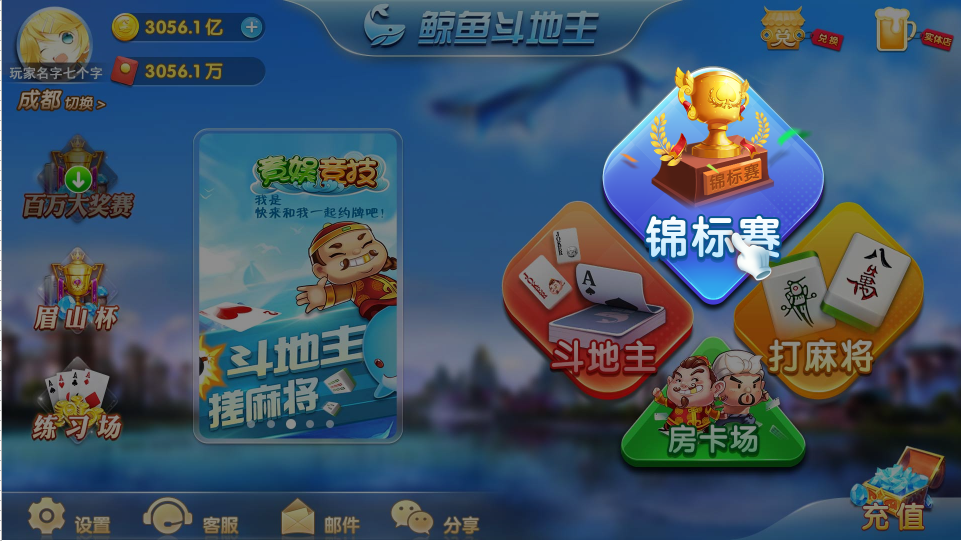 鲸鱼斗地主
3056.1亿
3056.1万
玩家名字七个字
成都 切换 >
兑
兑换
实体店
百万大奖赛
眉山杯
练习场
竞娱竞技
我是
快来和我一起约牌吧!
斗地主
搓麻将
锦标赛
锦标赛
JOKER
A
斗地主
八萬
打麻将
房卡场
设置
客服
邮件
分享
充值